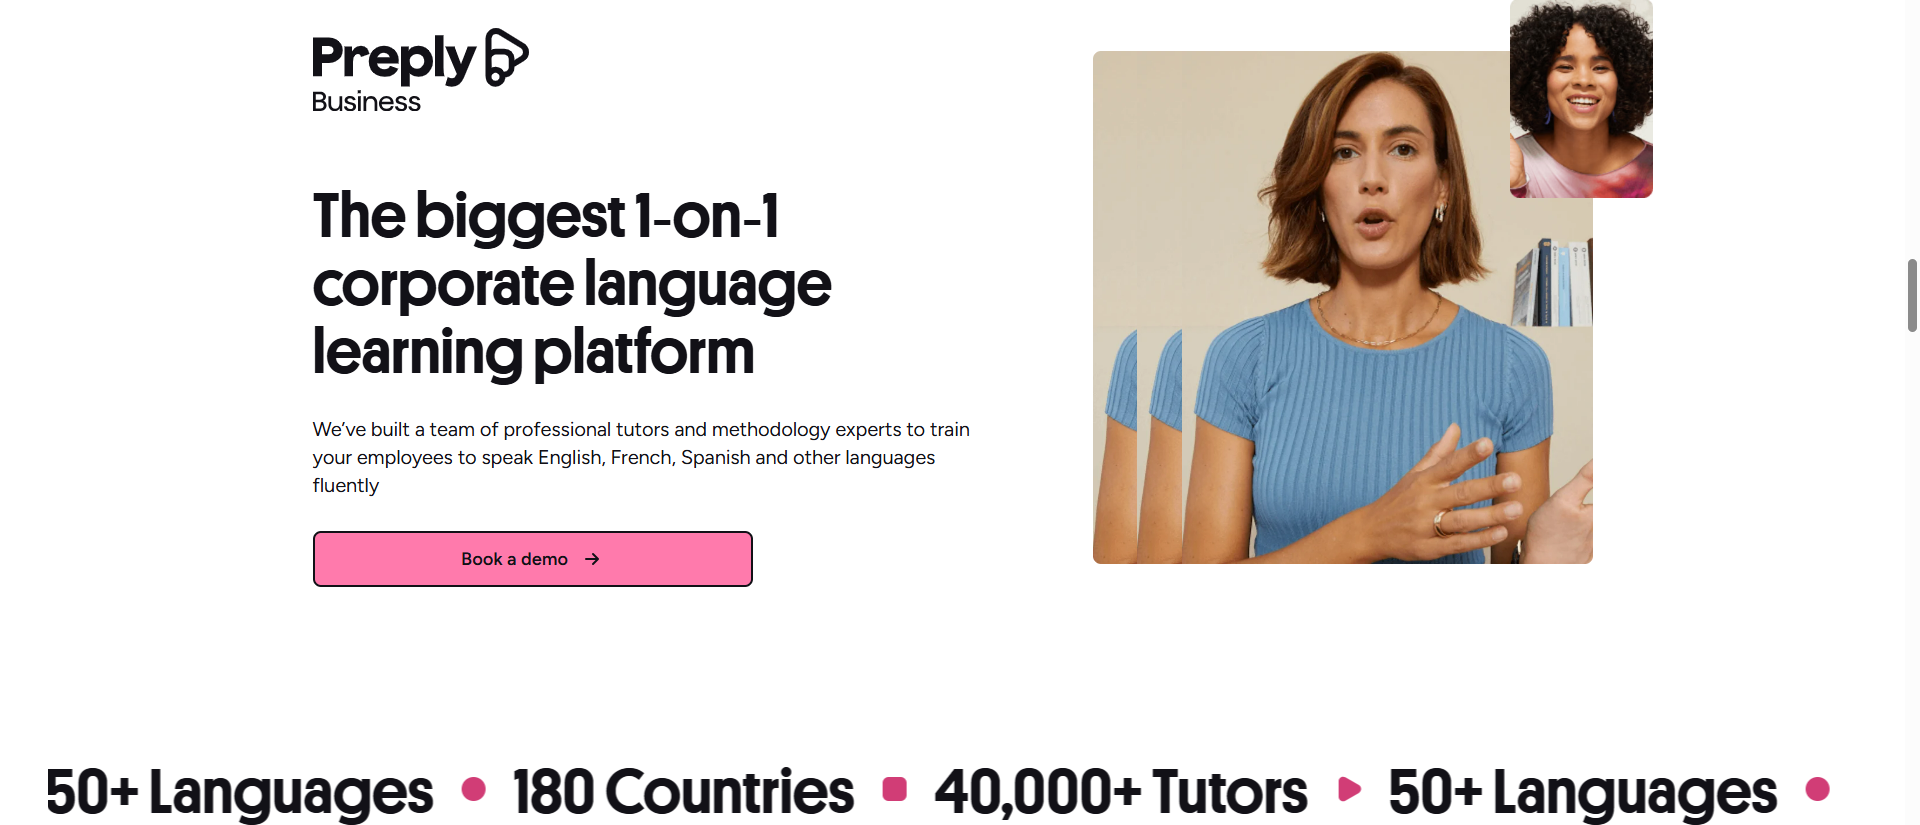 Preply
Business
The biggest 1-on-1
corporate language
learning platform
We’ve built a team of professional tutors and methodology experts to train
your employees to speak English, French, Spanish and other languages
fluently
Book a demo →
50+ Languages 180 Countries 40,000+ Tutors 50+ Languages